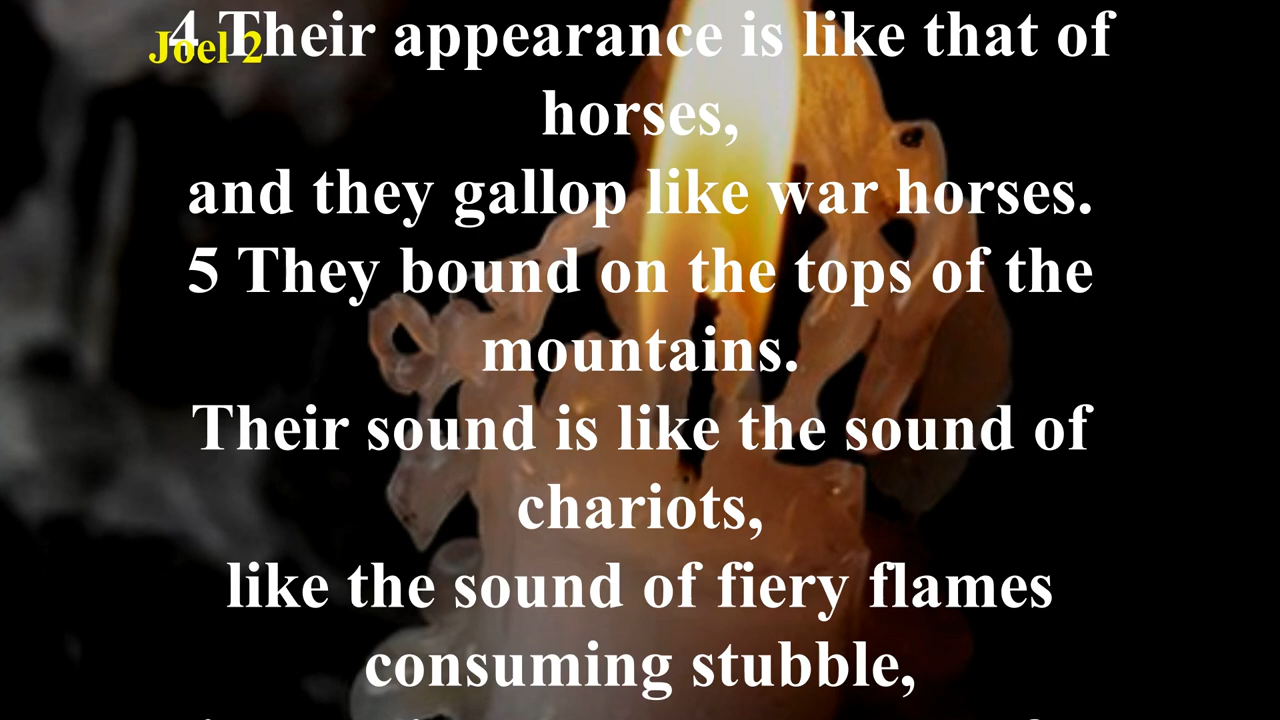 Joel 2
4 Their appearance is like that of
horses,
and they gallop like war horses.
5 They bound on the tops of the
mountains.
Their sound is like the sound of
chariots,
like the sound of fiery flames
consuming stubble,